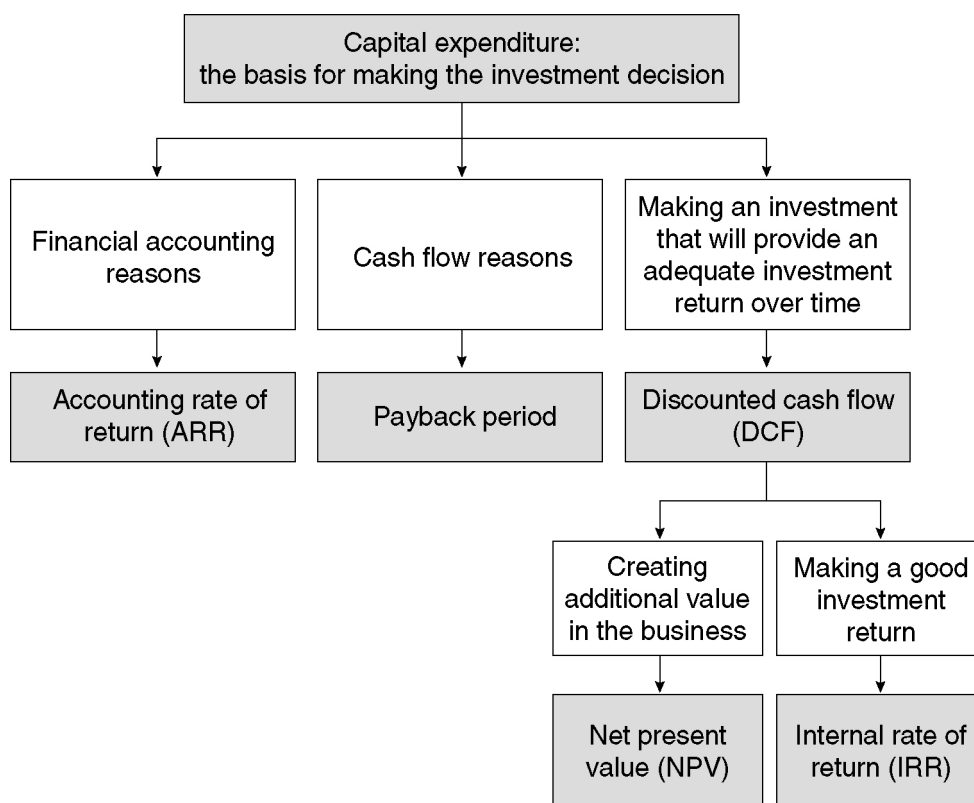 Capital expenditure:
the basis for making the investment decision
Financial accounting
reasons
Cash flow reasons
Making an investment
that will provide an
adequate investment
return over time
Accounting rate of
return (ARR)
Payback period
Discounted cash flow
(DCF)
Creating
additional value
in the business
Making a good
investment
return
Net present
value (NPV)
Internal rate of
return (IRR)